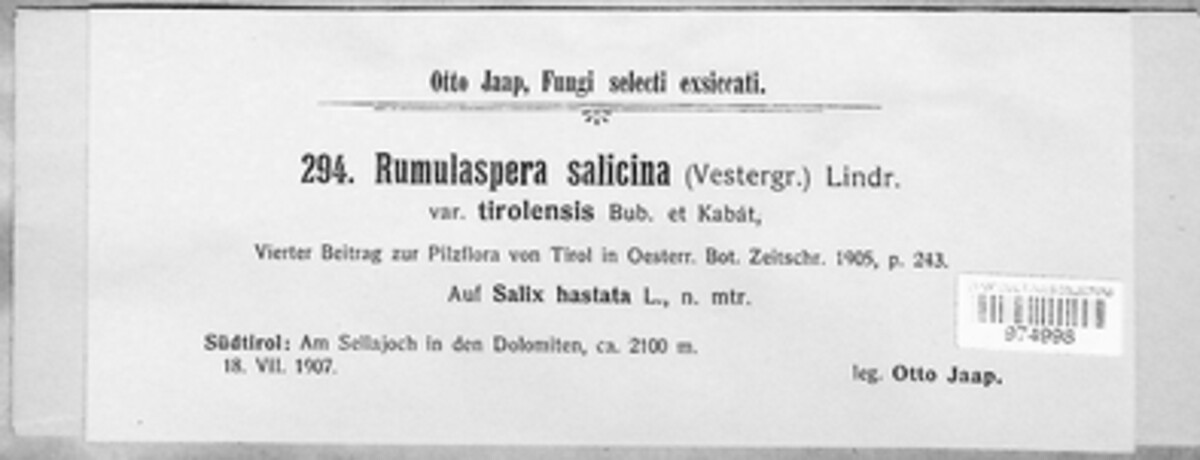 Otto Jaap, Fungi selecti exsiccati.
294. Rumulaspera salicina (Vestergr.) Lindr.
var. tirolensis Bub. et Kabát,
Vierter Beitrag zur Pilzflora von Tirol in Oesterr. Bot. Zeitschr. 1905, p. 243.
Auf Salix hastata L., n. mtr.
Südtirol: Am Sellajoch in den Dolomiten, ca. 2100 m.
18. VII. 1907.
leg. Otto Jaap.
974998